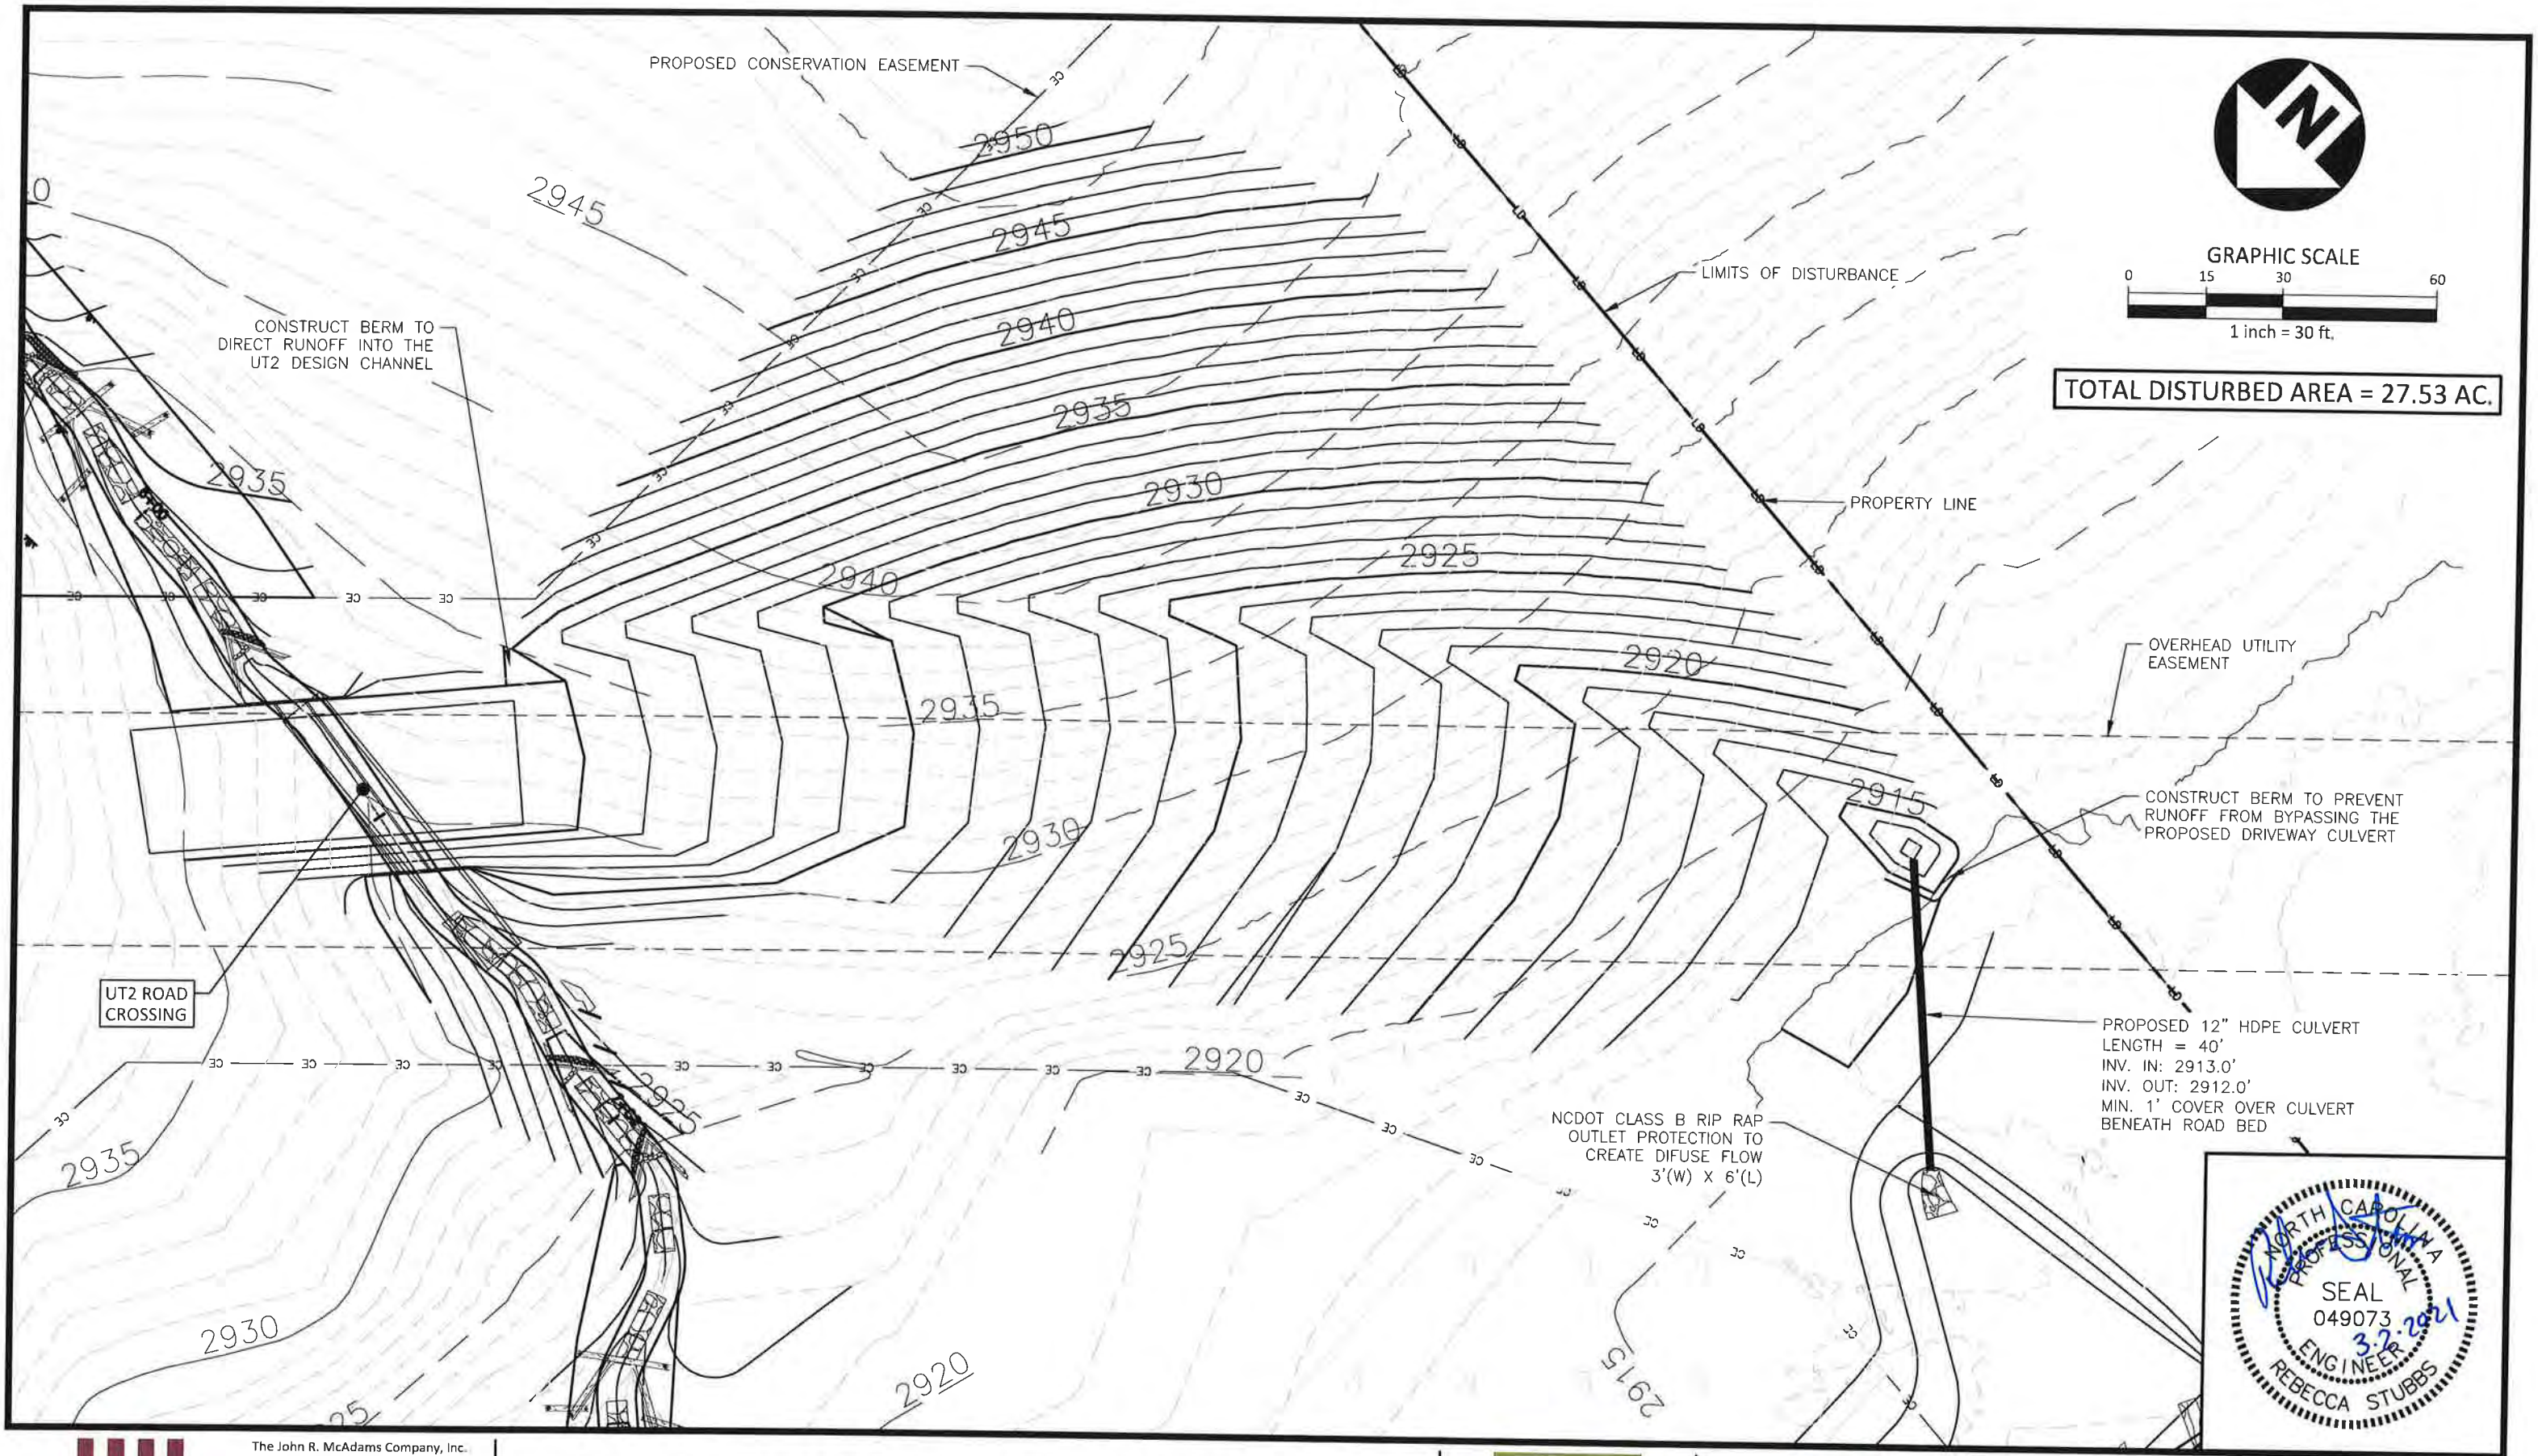 PROPOSED CONSERVATION EASEMENT
CE
2950
2945
2945
N
GRAPHIC SCALE
0 15 30 60
1 inch = 30 ft.
TOTAL DISTURBED AREA = 27.53 AC.
LIMITS OF DISTURBANCE
LD
CONSTRUCT BERM TO
DIRECT RUNOFF INTO THE
UT2 DESIGN CHANNEL
2940
2935
2935
2930
PROPERTY LINE
2925
2940
2920
OVERHEAD UTILITY
EASEMENT
2935
2915
CONSTRUCT BERM TO PREVENT
RUNOFF FROM BYPASSING THE
PROPOSED DRIVEWAY CULVERT
2930
2925
UT2 ROAD
CROSSING
PROPOSED 12" HDPE CULVERT
LENGTH = 40'
INV. IN: 2913.0'
INV. OUT: 2912.0'
MIN. 1' COVER OVER CULVERT
BENEATH ROAD BED
2920
2925
NCDOT CLASS B RIP RAP
OUTLET PROTECTION TO
CREATE DIFUSE FLOW
3'(W) X 6'(L)
2935
2930
2920
2915
25
NORTH CAROLINA
PROFESSIONAL
SEAL
049073
3.2.2021
ENGINEER
REBECCA STUBBS
The John R. McAdams Company, Inc.